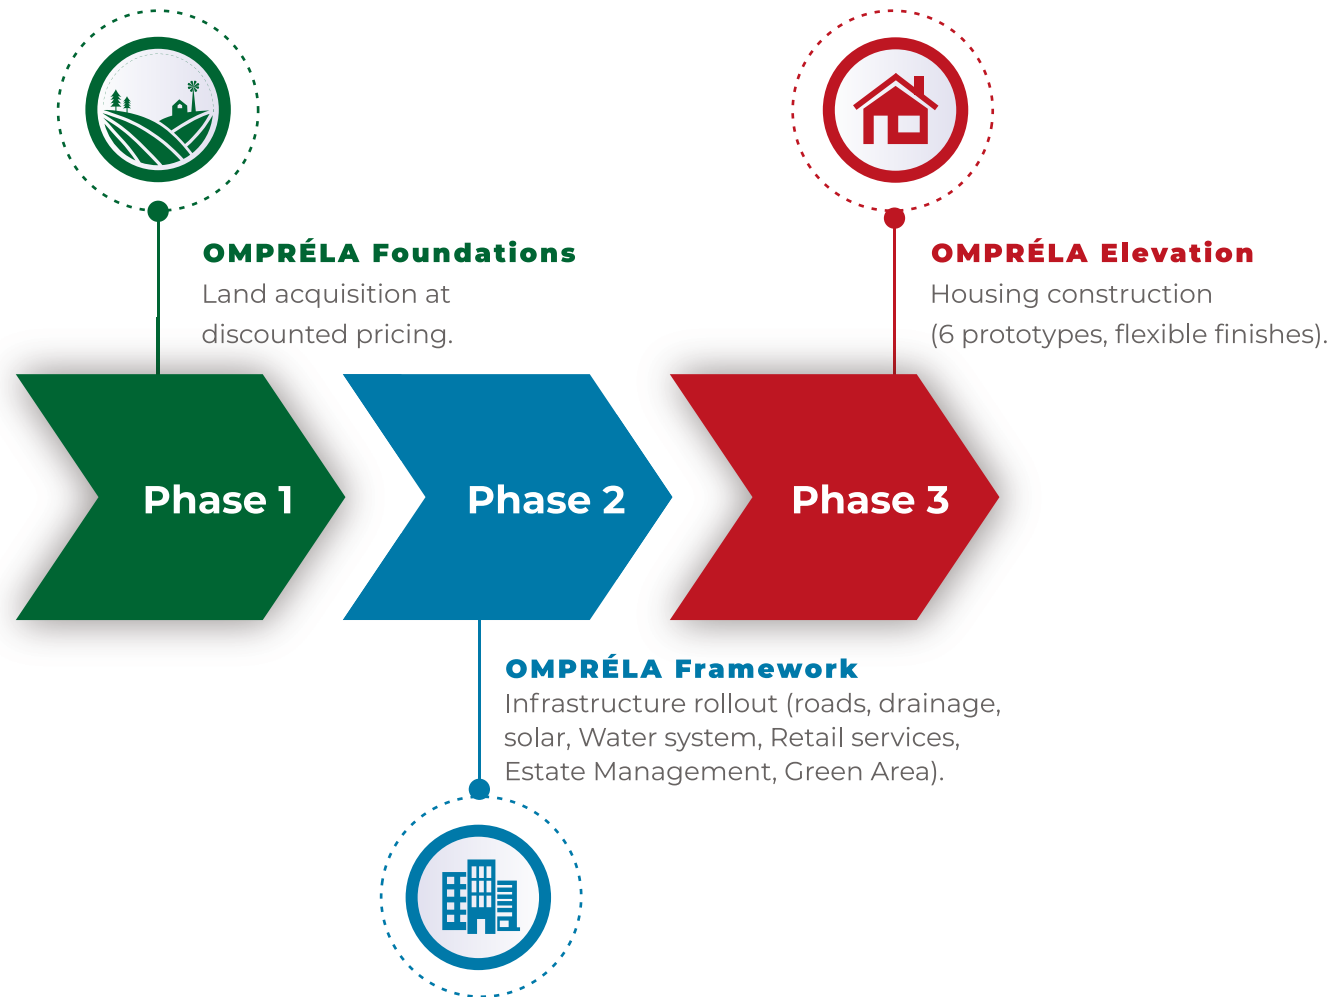 OMPRÉLA Foundations
Land acquisition at
discounted pricing.
OMPRÉLA Elevation
Housing construction
(6 prototypes, flexible finishes).
Phase 1
Phase 2
Phase 3
OMPRÉLA Framework
Infrastructure rollout (roads, drainage,
solar, Water system, Retail services,
Estate Management, Green Area).